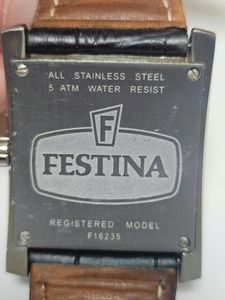 ALL STAINLESS STEEL
5 ATM WATER RESIST
F
FESTINA
REGISTERED MODEL
F16235